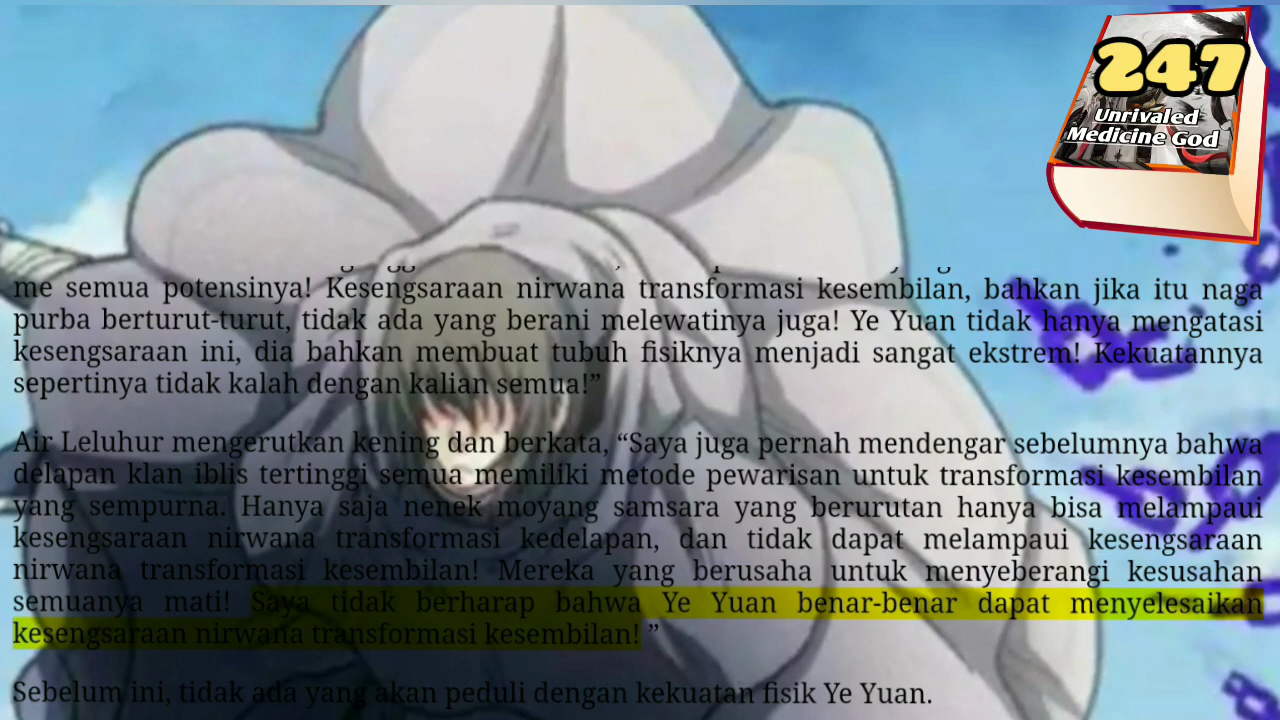 247
Unrivaled
Medicine God
me semua potensinya! Kesengsaraan nirwana transformasi kesembilan, bahkan jika itu naga
purba berturut-turut, tidak ada yang berani melewatinya juga! Ye Yuan tidak hanya mengatasi
kesengsaraan ini, dia bahkan membuat tubuh fisiknya menjadi sangat ekstrem! Kekuatannya
sepertinya tidak kalah dengan kalian semua!”
Air Leluhur mengerutkan kening dan berkata, “Saya juga pernah mendengar sebelumnya bahwa
delapan klan iblis tertinggi semua memiliki metode pewarisan untuk transformasi kesembilan
yang sempurna. Hanya saja nenek moyang samsara yang berurutan hanya bisa melampaui
kesengsaraan nirwana transformasi kedelapan, dan tidak dapat melampaui kesengsaraan
nirwana transformasi kesembilan! Mereka yang berusaha untuk menyeberangi kesusahan
semuanya mati! Saya tidak berharap bahwa Ye Yuan benar-benar dapat menyelesaikan
kesengsaraan nirwana transformasi kesembilan! ”
Sebelum ini, tidak ada yang akan peduli dengan kekuatan fisik Ye Yuan.